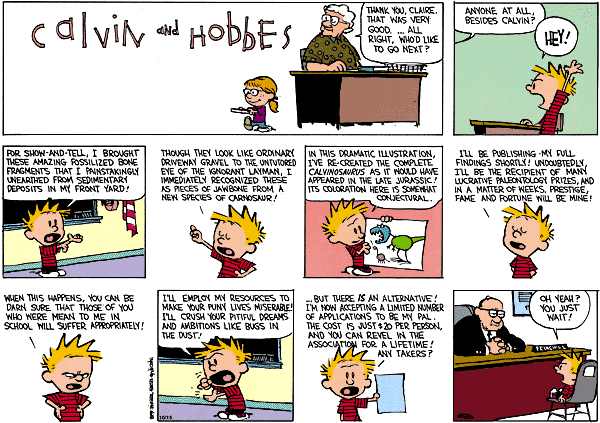 Calvin and Hobbes
THANK YOU, CLAIRE.
THAT WAS VERY
GOOD. ... ALL
RIGHT, WHO'D LIKE
TO GO NEXT?
ANYONE AT ALL,
BESIDES CALVIN?
HEY!
FOR SHOW-AND-TELL, I BROUGHT
THESE AMAZING FOSSILIZED BONE
FRAGMENTS THAT I PAINSTAKINGLY
UNEARTHED FROM SEDIMENTARY
DEPOSITS IN MY FRONT YARD!
THOUGH THEY LOOK LIKE ORDINARY
DRIVEWAY GRAVEL TO THE UNTUTORED
EYE OF THE IGNORANT LAYMAN, I
IMMEDIATELY RECOGNIZED THESE
AS PIECES OF JAWBONE FROM A
NEW SPECIES OF CARNOSAUR!
IN THIS DRAMATIC ILLUSTRATION,
I'VE RE-CREATED THE COMPLETE
CALVINOSAURUS AS IT WOULD HAVE
APPEARED IN THE LATE JURASSIC!
ITS COLORATION HERE IS SOMEWHAT
CONJECTURAL.
I'LL BE PUBLISHING MY FULL
FINDINGS SHORTLY! UNDOUBTEDLY,
I'LL BE THE RECIPIENT OF MANY
LUCRATIVE PALEONTOLOGY PRIZES, AND
IN A MATTER OF WEEKS, PRESTIGE,
FAME AND FORTUNE WILL BE MINE!
WHEN THIS HAPPENS, YOU CAN BE
DARN SURE THAT THOSE OF YOU
WHO WERE MEAN TO ME IN
SCHOOL WILL SUFFER APPROPRIATELY!
I'LL EMPLOY MY RESOURCES TO
MAKE YOUR PUNY LIVES MISERABLE!
I'LL CRUSH YOUR PITIFUL DREAMS
AND AMBITIONS LIKE BUGS IN
THE DUST!
10/15
...BUT THERE IS AN ALTERNATIVE!
I'M NOW ACCEPTING A LIMITED NUMBER
OF APPLICATIONS TO BE MY PAL.
THE COST IS JUST $20 PER PERSON,
AND YOU CAN REVEL IN THE
ASSOCIATION FOR A LIFETIME!
ANY TAKERS?
OH YEAH?
YOU JUST
WAIT!
PRINCIPAL